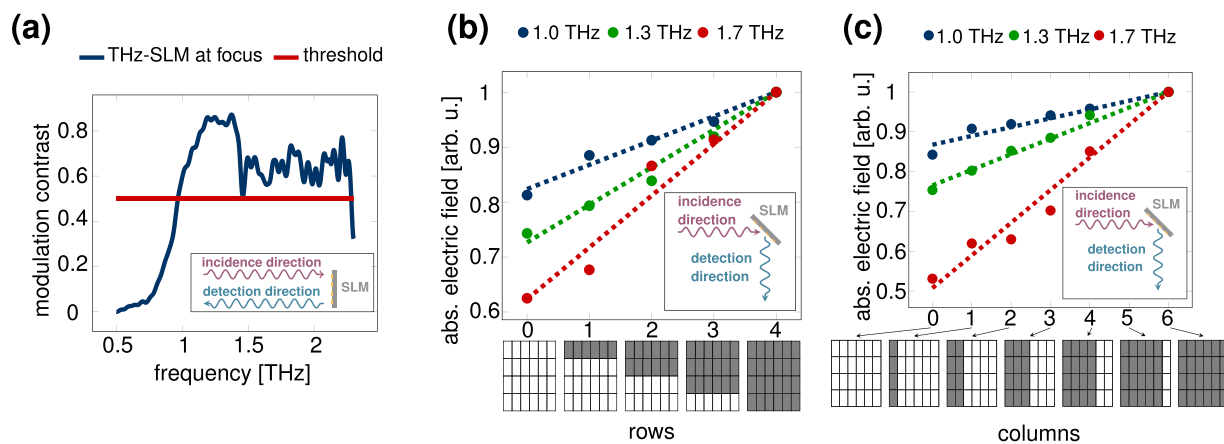 (a)
THz-SLM at focus
threshold
modulation contrast
0.8
0.6
0.4
0.2
0
0.5
1
1.5
2
frequency [THz]
incidence direction
detection direction
SLM
(b)
1.0 THz
1.3 THz
1.7 THz
abs. electric field [arb. u.]
1
0.9
0.8
0.7
0.6
0
1
2
3
4
incidence
direction
SLM
detection
direction
rows
(c)
1.0 THz
1.3 THz
1.7 THz
abs. electric field [arb. u.]
1
0.9
0.8
0.7
0.6
0.5
0
1
2
3
4
5
6
incidence
direction
SLM
detection
direction
columns